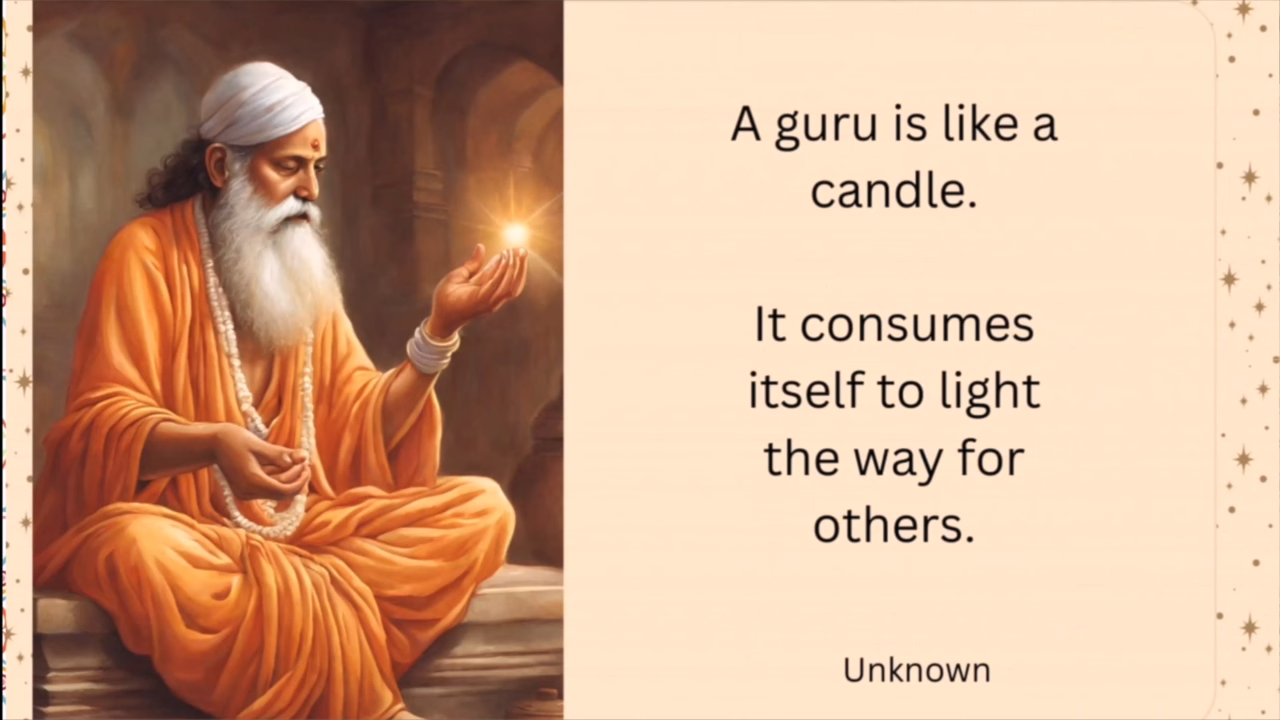 A guru is like a
candle.
It consumes
itself to light
the way for
others.
Unknown